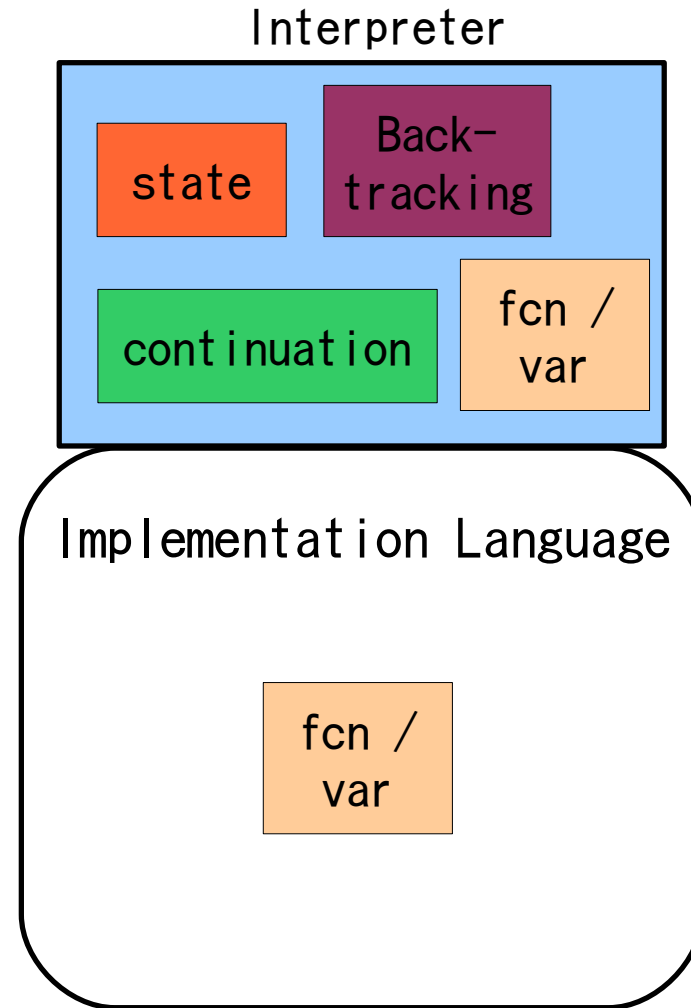 Interpreter
state
Back-
tracking
continuation
fcn /
var
Implementation Language
fcn /
var